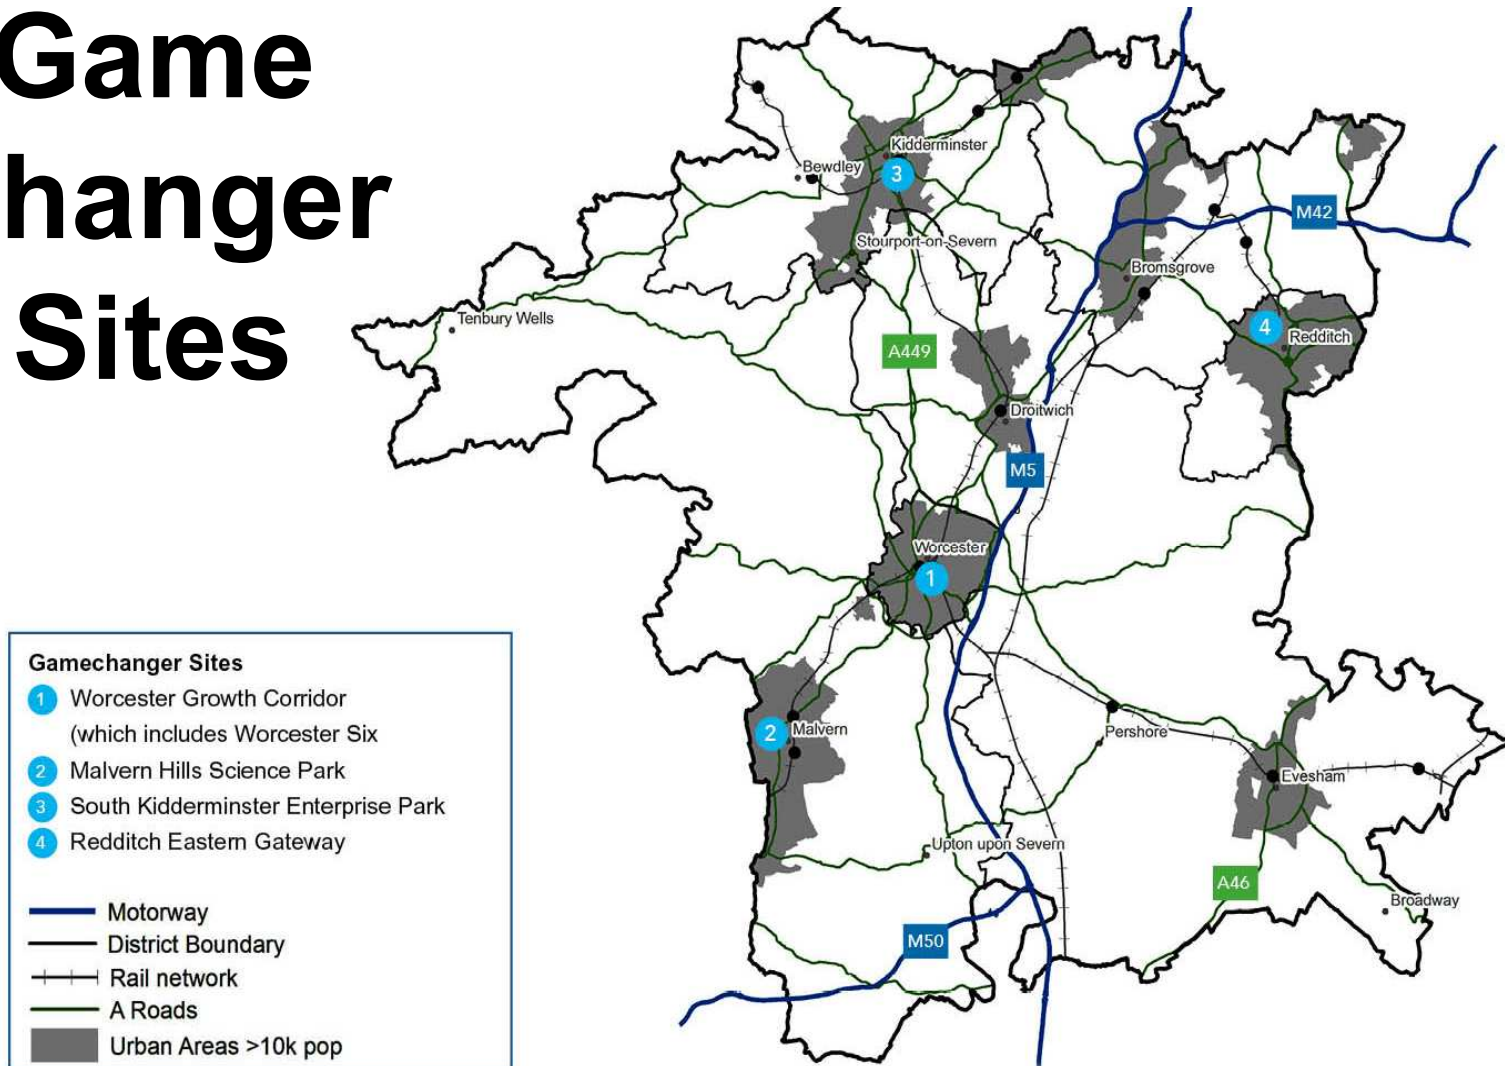 Game
hanger
Sites
Kidderminster
Bewdley
3
M42
Stourport-on-Severn
Bromsgrove
Tenbury Wells
4
Redditch
A449
Droitwich
M5
Worcester
1
Gamechanger Sites
1 Worcester Growth Corridor
(which includes Worcester Six
2 Malvern Hills Science Park
3 South Kidderminster Enterprise Park
4 Redditch Eastern Gateway
Motorway
District Boundary
Rail network
A Roads
Urban Areas >10k pop
2
Malvern
Pershore
Evesham
Upton upon Severn
A46
Broadway
M50